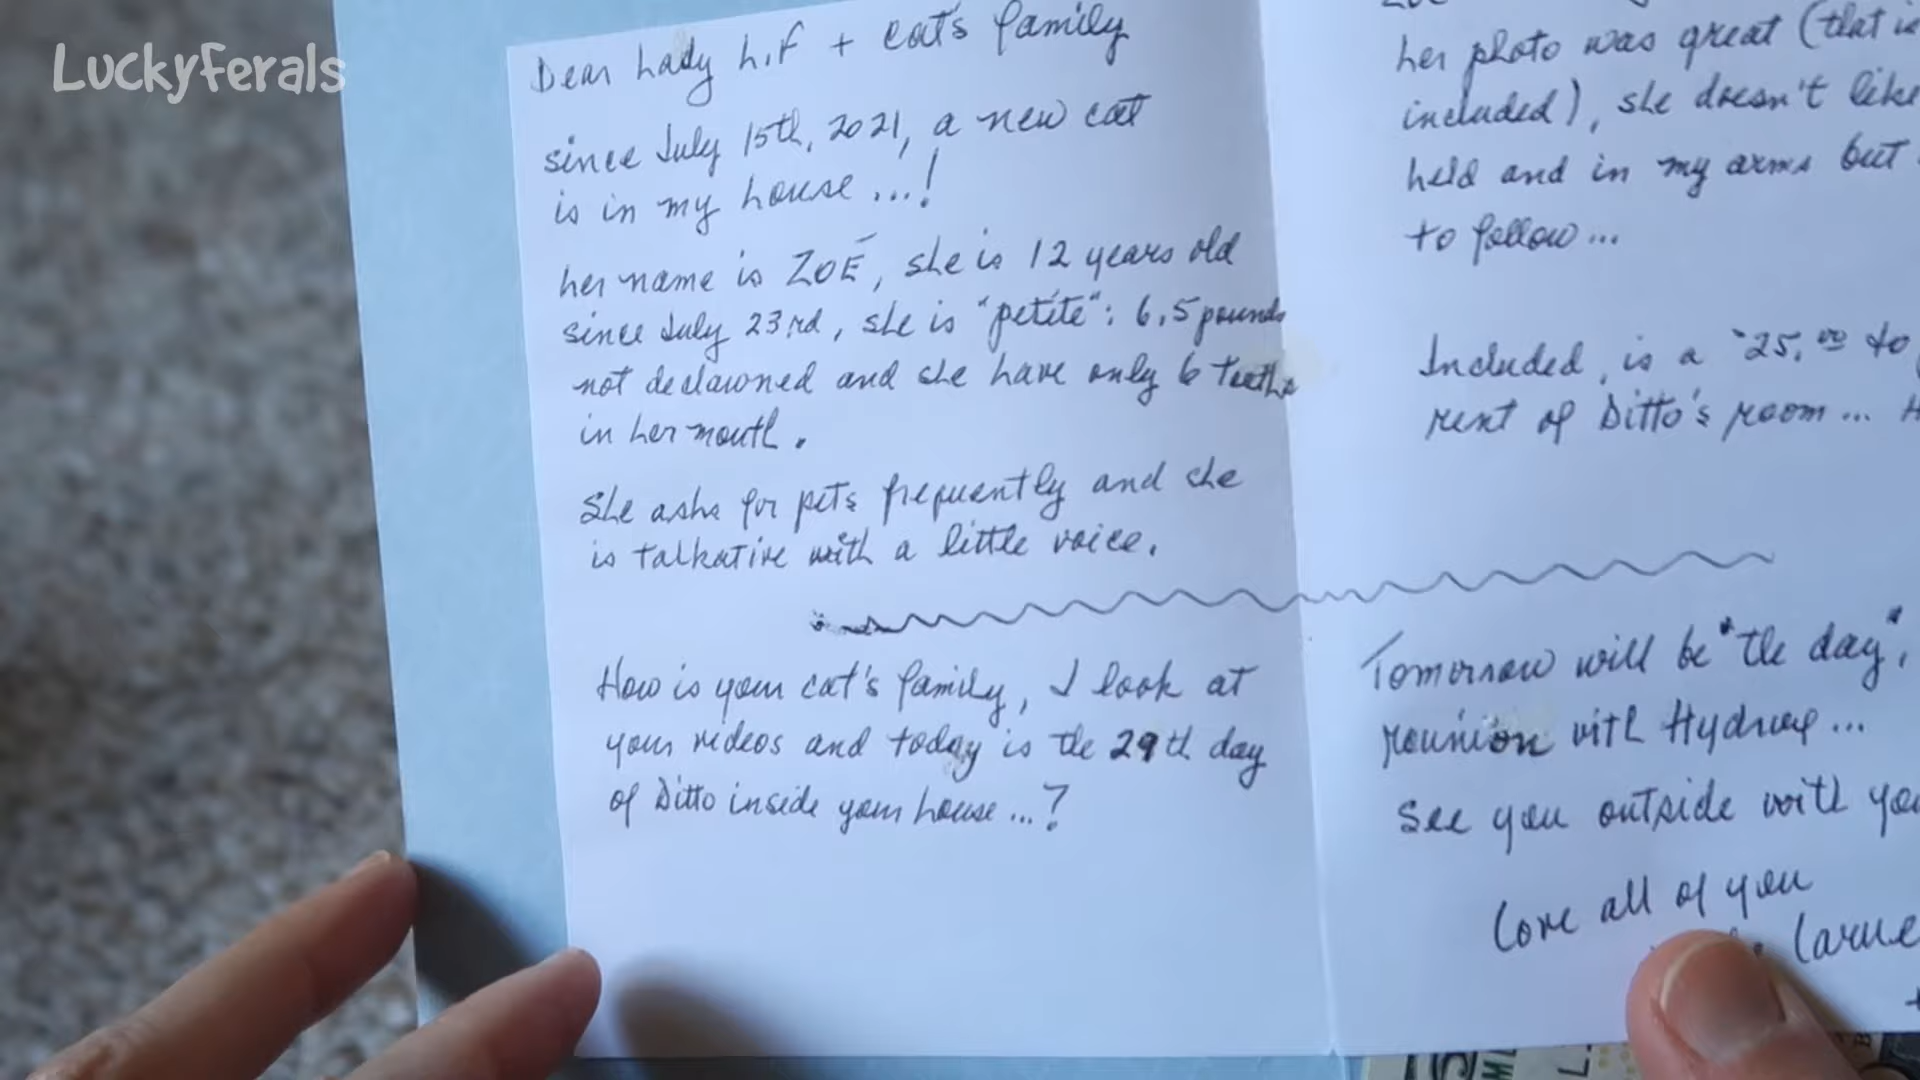 LuckyFerals
Dear Lady h.F + cat's family
since July 15th, 2021, a new cat
is in my house...!
her name is ZOÉ, she is 12 years old
since July 23rd, she is "petite": 6,5 pounds
not declawned and she have only 6 teeths
in her mouth.
She asks for pets frequently and she
is talkative with a little voice.
How is your cat's family, I look at
your videos and today is the 29th day
of Ditto inside your house...?
her photo was great (that is
included), she doesn't like
held and in my arms but
to follow...
Included, is a 25.00 to
rent of Ditto's room...
Tomorrow will be "the day",
reunion with Hydrox...
See you outside with
Love all of you